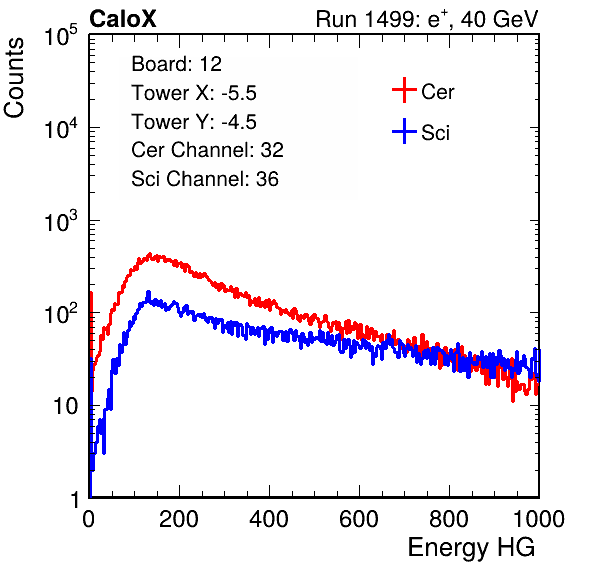 CaloX
Run 1499: e+, 40 GeV
Counts
Board: 12
Tower X: -5.5
Tower Y: -4.5
Cer Channel: 32
Sci Channel: 36
Cer
Sci
10^5
10^4
10^3
10^2
10
1
0 200 400 600 800 1000
Energy HG